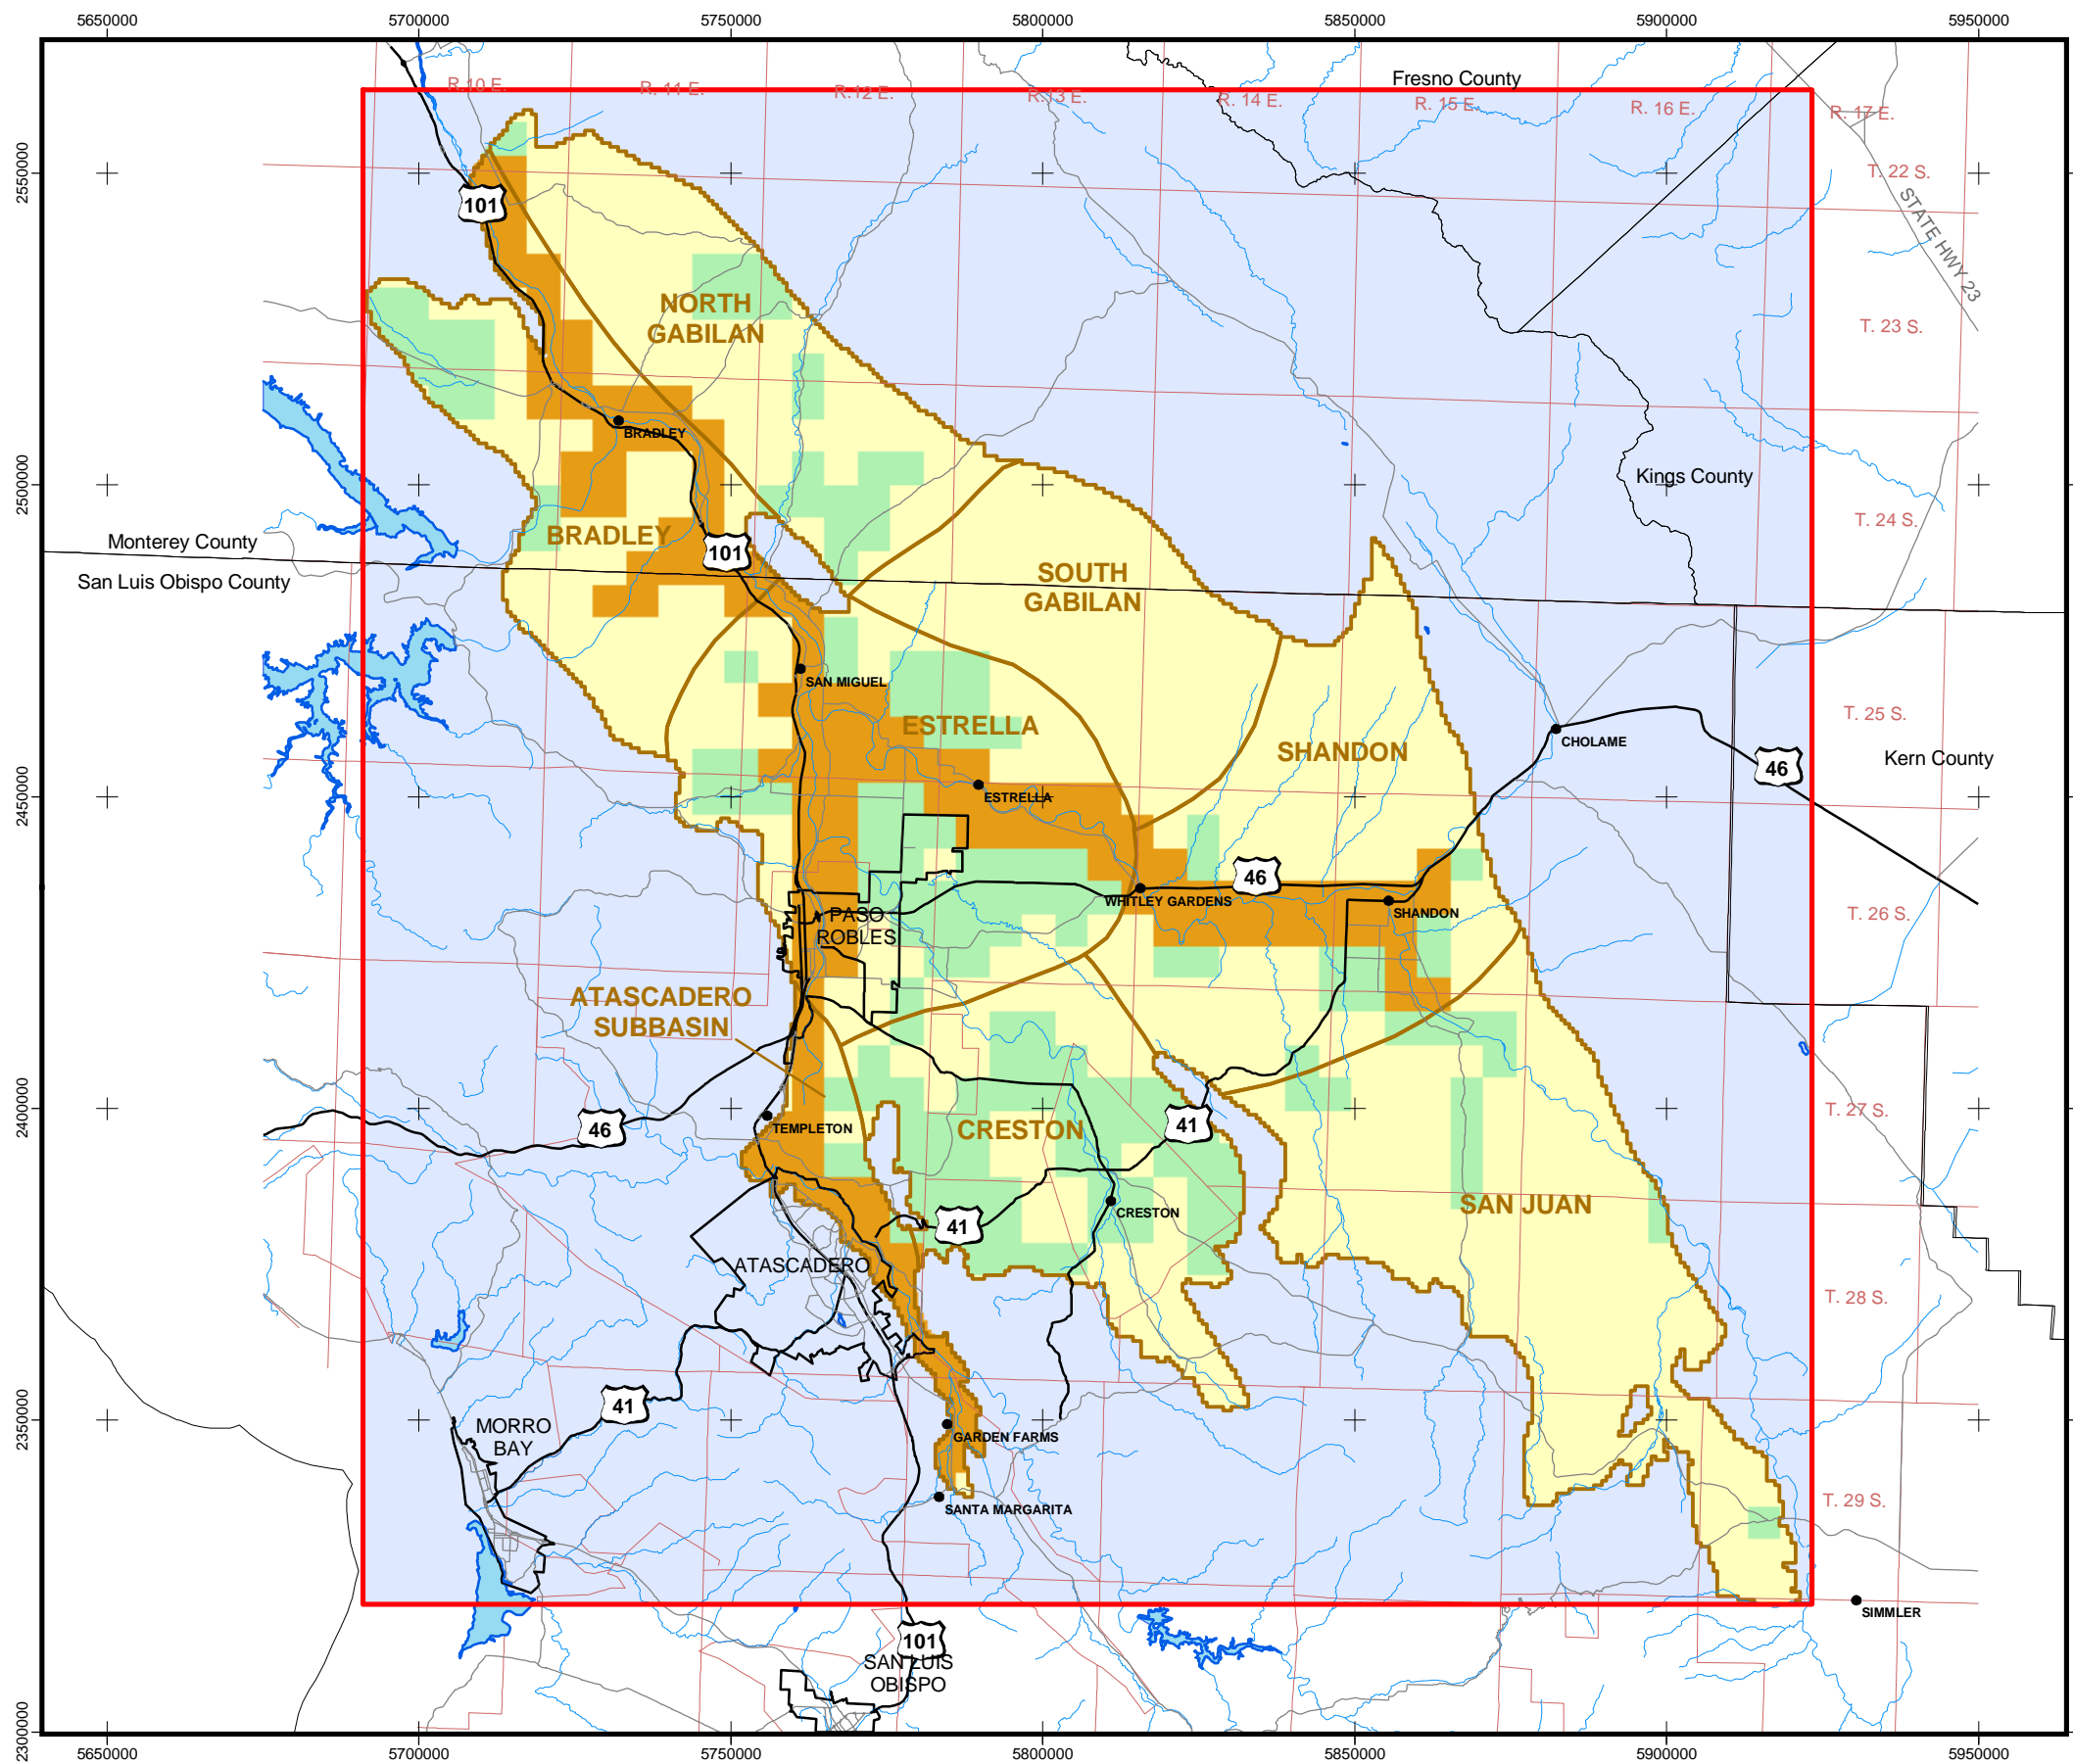 5650000
5700000
5750000
5800000
5850000
5900000
5950000
Fresno County
R. 10 E.
R. 11 E.
R. 12 E.
R. 13 E.
R. 14 E.
R. 15 E.
R. 16 E.
R. 17 E.
2550000
T. 22 S.
STATE HWY 23
101
NORTH
GABILAN
T. 23 S.
BRADLEY
Kings County
2500000
T. 24 S.
BRADLEY
Monterey County
101
San Luis Obispo County
SOUTH
GABILAN
SAN MIGUEL
T. 25 S.
ESTRELLA
SHANDON
CHOLAME
46
Kern County
2450000
ESTRELLA
46
WHITLEY GARDENS
SHANDON
T. 26 S.
PASO
ROBLES
ATASCADERO
SUBBASIN
2400000
T. 27 S.
46
TEMPLETON
CRESTON
41
SAN JUAN
CRESTON
41
ATASCADERO
T. 28 S.
2350000
41
MORRO
BAY
GARDEN FARMS
SANTA MARGARITA
T. 29 S.
SIMMLER
101
SAN LUIS
OBISPO
2300000
5650000
5700000
5750000
5800000
5850000
5900000
5950000